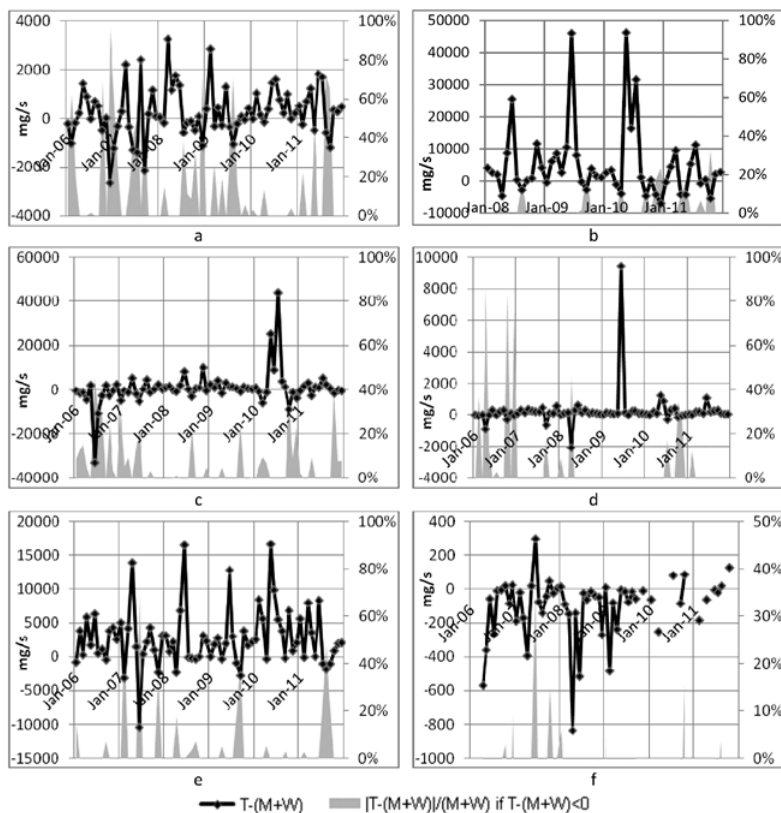 4000
2000
0
-2000
-4000
mg/s
Jan-06
Jan-07
Jan-08
Jan-09
Jan-10
Jan-11
100%
80%
60%
40%
20%
0%
a
50000
40000
30000
20000
10000
0
-10000
mg/s
Jan-08
Jan-09
Jan-10
Jan-11
100%
80%
60%
40%
20%
0%
b
60000
40000
20000
0
-20000
-40000
mg/s
Jan-06
Jan-07
Jan-08
Jan-09
Jan-10
Jan-11
100%
80%
60%
40%
20%
0%
c
10000
8000
6000
4000
2000
0
-2000
-4000
mg/s
Jan-06
Jan-07
Jan-08
Jan-09
Jan-10
Jan-11
100%
80%
60%
40%
20%
0%
d
20000
15000
10000
5000
0
-5000
-10000
-15000
mg/s
Jan-06
Jan-07
Jan-08
Jan-09
Jan-10
Jan-11
100%
80%
60%
40%
20%
0%
e
400
200
0
-200
-400
-600
-800
-1000
mg/s
Jan-06
Jan-07
Jan-08
Jan-09
Jan-10
Jan-11
50%
40%
30%
20%
10%
0%
f
T-(M+W)
|T-(M+W)|/(M+W) if T-(M+W)<0